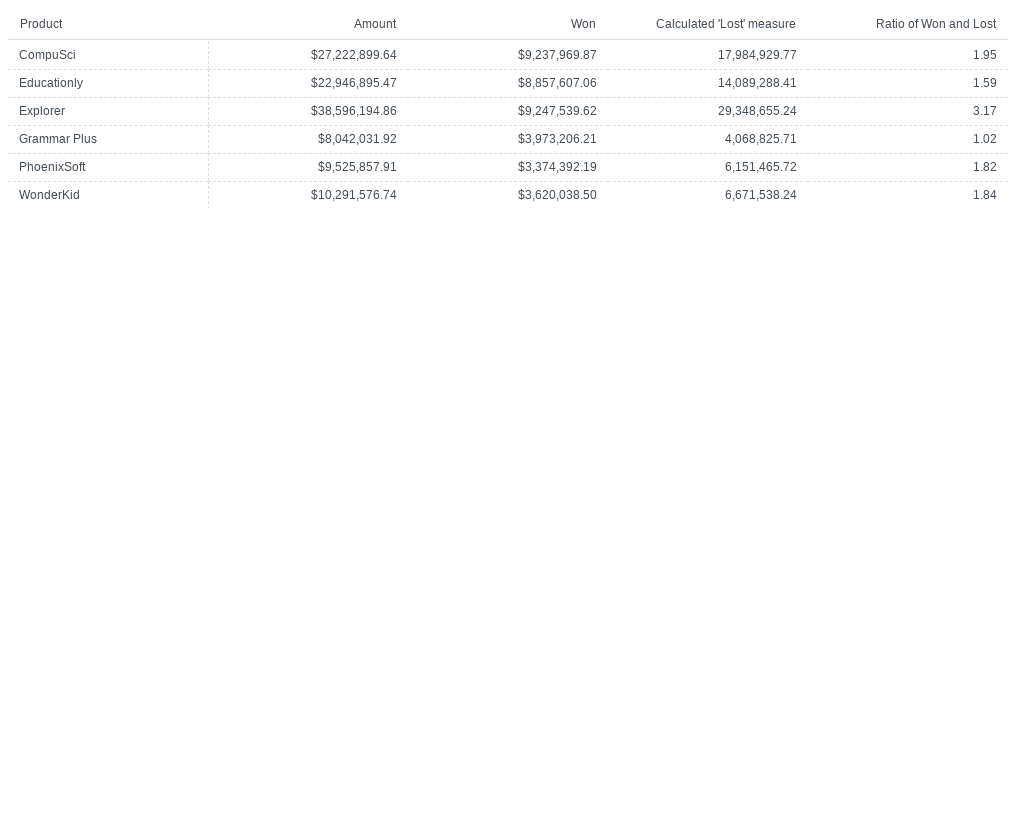 Product Amount Won Calculated 'Lost' measure Ratio of Won and Lost
CompuSci $27,222,899.64 $9,237,969.87 17,984,929.77 1.95
Educationly $22,946,895.47 $8,857,607.06 14,089,288.41 1.59
Explorer $38,596,194.86 $9,247,539.62 29,348,655.24 3.17
Grammar Plus $8,042,031.92 $3,973,206.21 4,068,825.71 1.02
PhoenixSoft $9,525,857.91 $3,374,392.19 6,151,465.72 1.82
WonderKid $10,291,576.74 $3,620,038.50 6,671,538.24 1.84